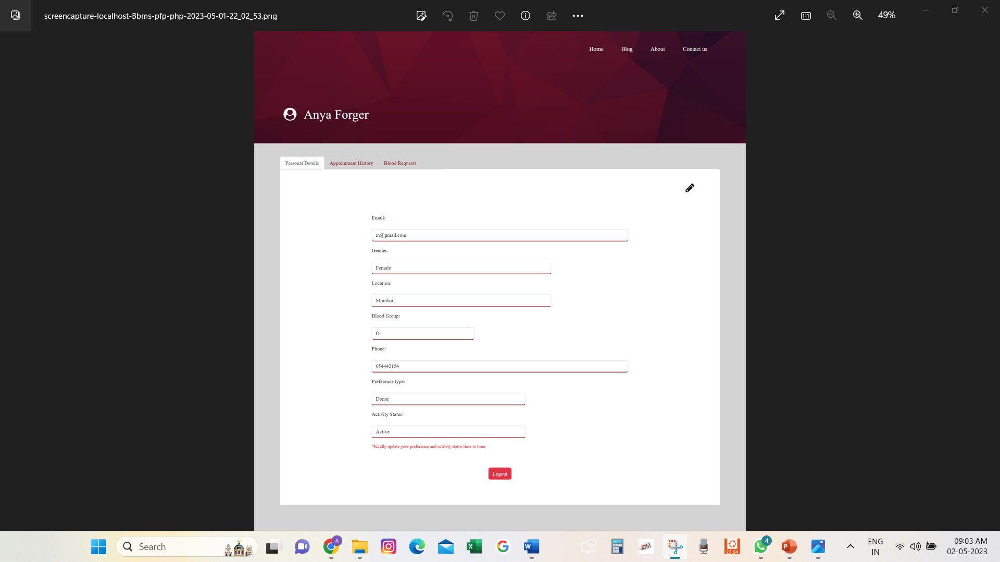 screencapture-localhost-Bbms-pfp-php-2023-05-01-22_02_53.png
49%
Home Blog About Contact us
Anya Forger
Personal Details Appointment History Blood Requests
Email:
m@gmail.com
Gender:
Female
Location:
Mumbai
Blood Group:
O-
Phone:
654442154
Preference type:
Donor
Activity Status:
Active
*Kindly update your preference and activity status time to time.
Logout
Search
A
22.04
4
ENG
IN
09:03 AM
02-05-2023